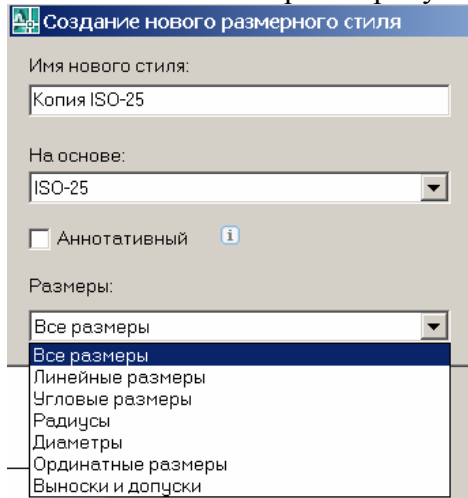 Создание нового размерного стиля
Имя нового стиля:
Копия ISO-25
На основе:
ISO-25
Аннотативный
Размеры:
Все размеры
Все размеры
Линейные размеры
Угловые размеры
Радиусы
Диаметры
Ординатные размеры
Выноски и допуски